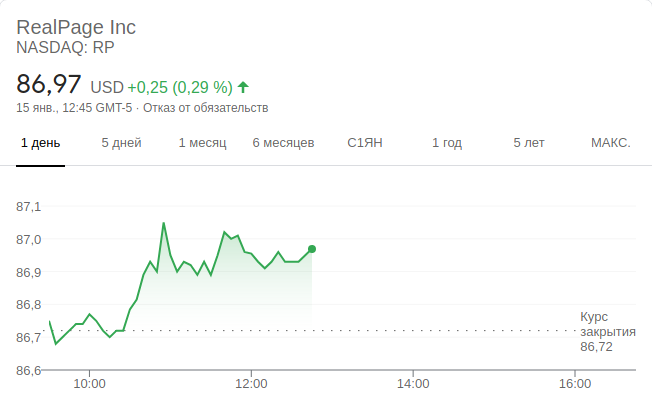 RealPage Inc
NASDAQ: RP
86,97 USD +0,25 (0,29 %)
15 янв., 12:45 GMT-5 · Отказ от обязательств
1 день 5 дней 1 месяц 6 месяцев С1ЯН 1 год 5 лет МАКС.
87,1
87,0
86,9
86,8
86,7
86,6
Курс
закрытия
86,72
10:00 12:00 14:00 16:00